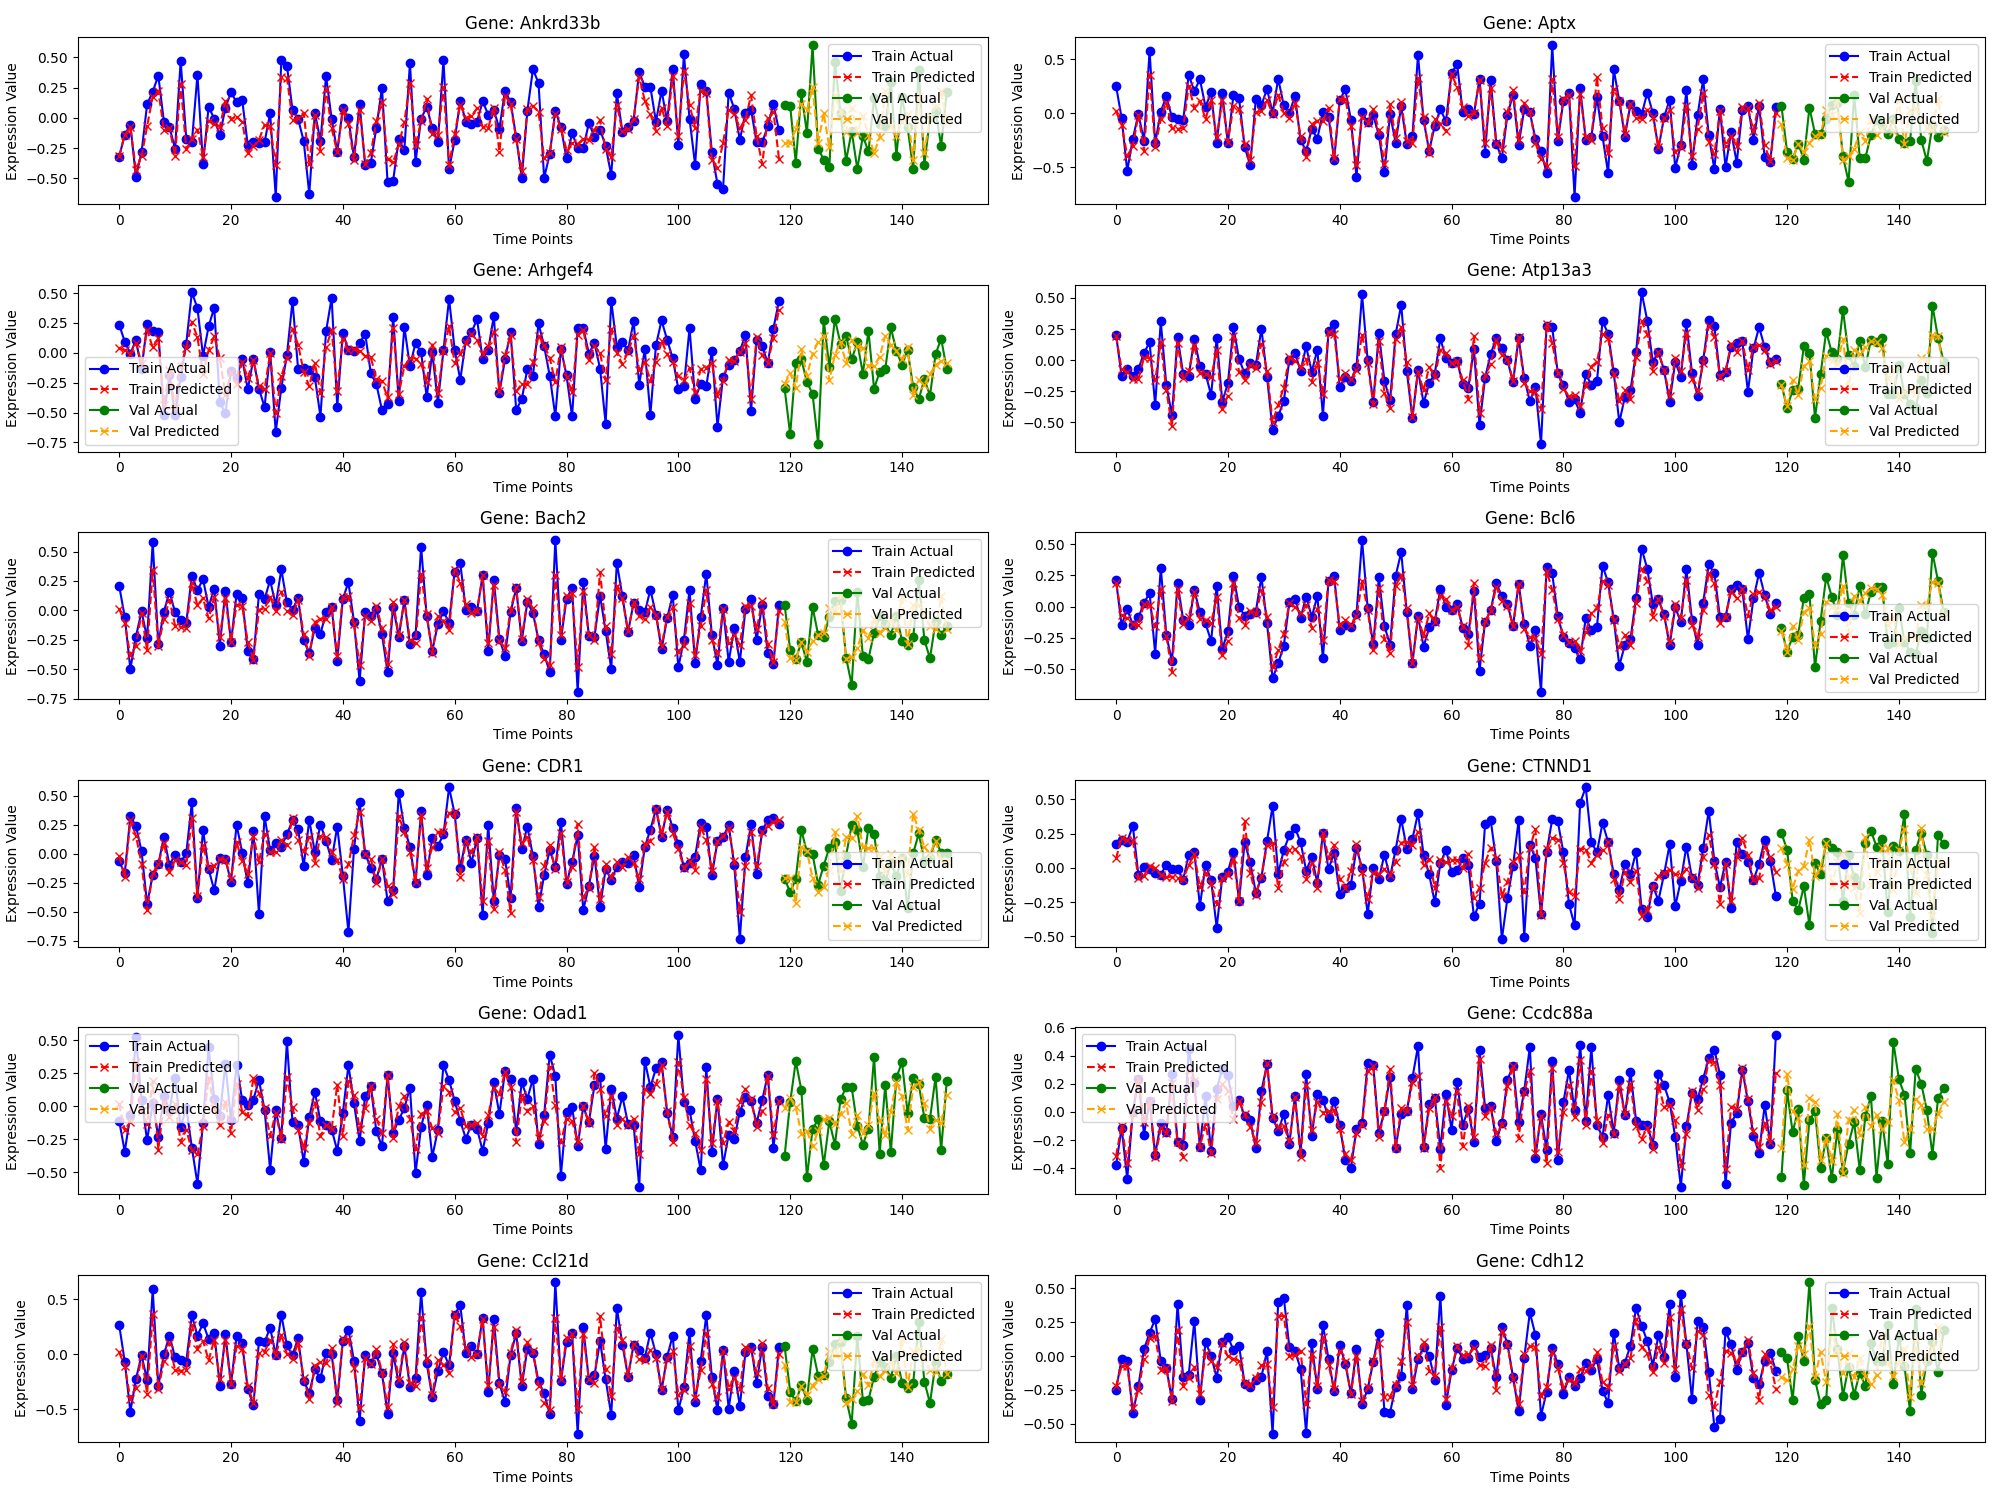 Gene: Ankrd33b
Expression Value
0.50
0.25
0.00
−0.25
−0.50
Train Actual
Train Predicted
Val Actual
Val Predicted
0 20 40 60 80 100 120 140
Time Points
Gene: Aptx
Expression Value
0.5
0.0
−0.5
Train Actual
Train Predicted
Val Actual
Val Predicted
0 20 40 60 80 100 120 140
Time Points
Gene: Arhgef4
Expression Value
0.50
0.25
0.00
−0.25
−0.50
−0.75
Train Actual
Train Predicted
Val Actual
Val Predicted
0 20 40 60 80 100 120 140
Time Points
Gene: Atp13a3
Expression Value
0.50
0.25
0.00
−0.25
−0.50
Train Actual
Train Predicted
Val Actual
Val Predicted
0 20 40 60 80 100 120 140
Time Points
Gene: Bach2
Expression Value
0.50
0.25
0.00
−0.25
−0.50
−0.75
Train Actual
Train Predicted
Val Actual
Val Predicted
0 20 40 60 80 100 120 140
Time Points
Gene: Bcl6
Expression Value
0.50
0.25
0.00
−0.25
−0.50
Train Actual
Train Predicted
Val Actual
Val Predicted
0 20 40 60 80 100 120 140
Time Points
Gene: CDR1
Expression Value
0.50
0.25
0.00
−0.25
−0.50
−0.75
Train Actual
Train Predicted
Val Actual
Val Predicted
0 20 40 60 80 100 120 140
Time Points
Gene: CTNND1
Expression Value
0.50
0.25
0.00
−0.25
−0.50
Train Actual
Train Predicted
Val Actual
Val Predicted
0 20 40 60 80 100 120 140
Time Points
Gene: Odad1
Expression Value
0.50
0.25
0.00
−0.25
−0.50
Train Actual
Train Predicted
Val Actual
Val Predicted
0 20 40 60 80 100 120 140
Time Points
Gene: Ccdc88a
Expression Value
0.6
0.4
0.2
0.0
−0.2
−0.4
Train Actual
Train Predicted
Val Actual
Val Predicted
0 20 40 60 80 100 120 140
Time Points
Gene: Ccl21d
Expression Value
0.5
0.0
−0.5
Train Actual
Train Predicted
Val Actual
Val Predicted
0 20 40 60 80 100 120 140
Time Points
Gene: Cdh12
Expression Value
0.50
0.25
0.00
−0.25
−0.50
Train Actual
Train Predicted
Val Actual
Val Predicted
0 20 40 60 80 100 120 140
Time Points